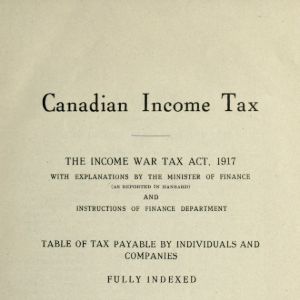 Canadian Income Tax
THE INCOME WAR TAX ACT, 1917
WITH EXPLANATIONS BY THE MINISTER OF FINANCE
(AS REPORTED IN HANSARD)
AND
INSTRUCTIONS OF FINANCE DEPARTMENT
TABLE OF TAX PAYABLE BY INDIVIDUALS AND
COMPANIES
FULLY INDEXED